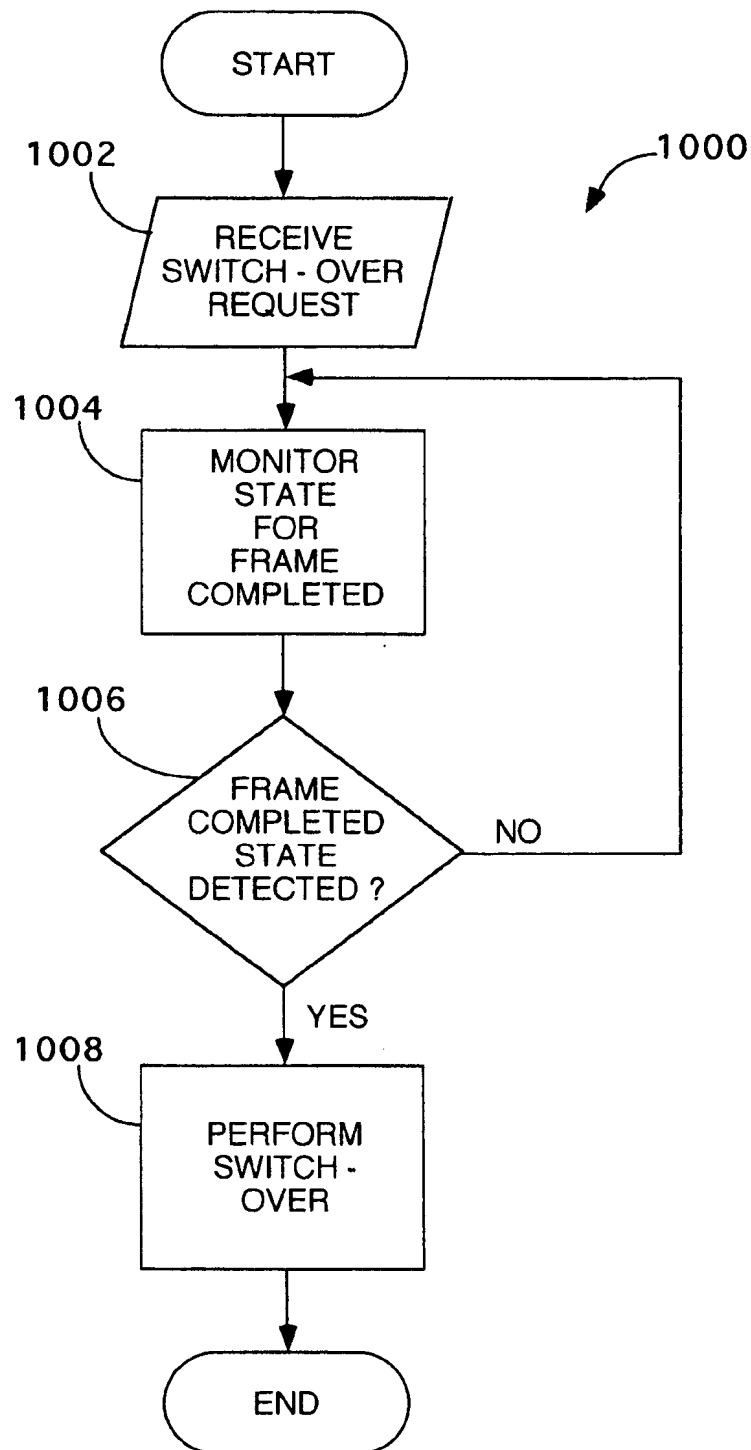 START
1002
1000
RECEIVE
SWITCH - OVER
REQUEST
1004
MONITOR
STATE
FOR
FRAME
COMPLETED
1006
FRAME
COMPLETED
STATE
DETECTED ?
NO
YES
1008
PERFORM
SWITCH -
OVER
END